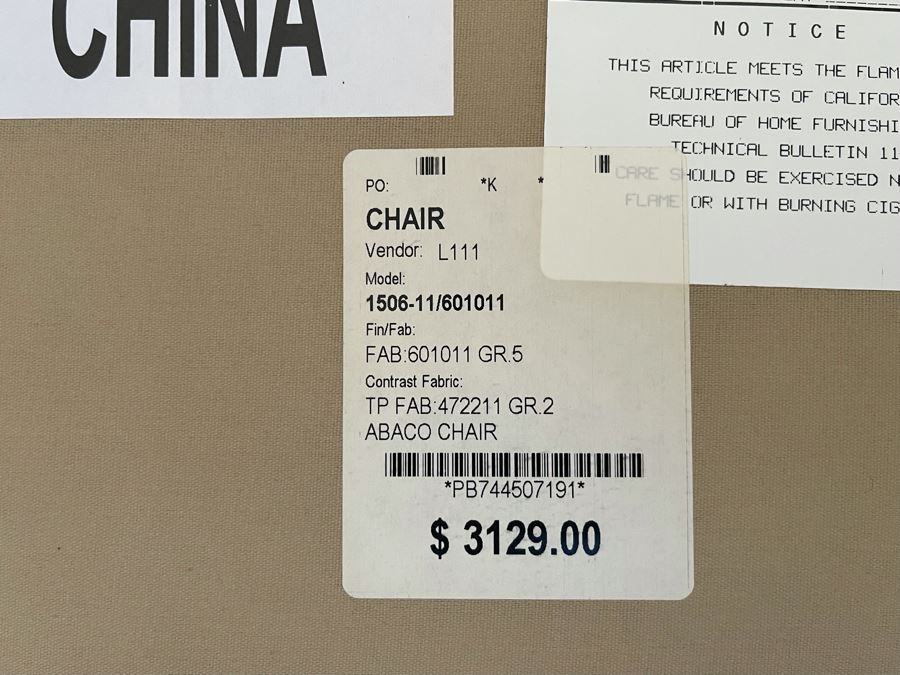 CHINA
NOTICE
THIS ARTICLE MEETS THE FLAM
REQUIREMENTS OF CALIFOR
BUREAU OF HOME FURNISHI
TECHNICAL BULLETIN 11
CARE SHOULD BE EXERCISED N
FLAME OR WITH BURNING CIG
PO: *K *
CHAIR
Vendor: L111
Model:
1506-11/601011
Fin/Fab:
FAB:601011 GR.5
Contrast Fabric:
TP FAB:472211 GR.2
ABACO CHAIR
*PB744507191*
$ 3129.00